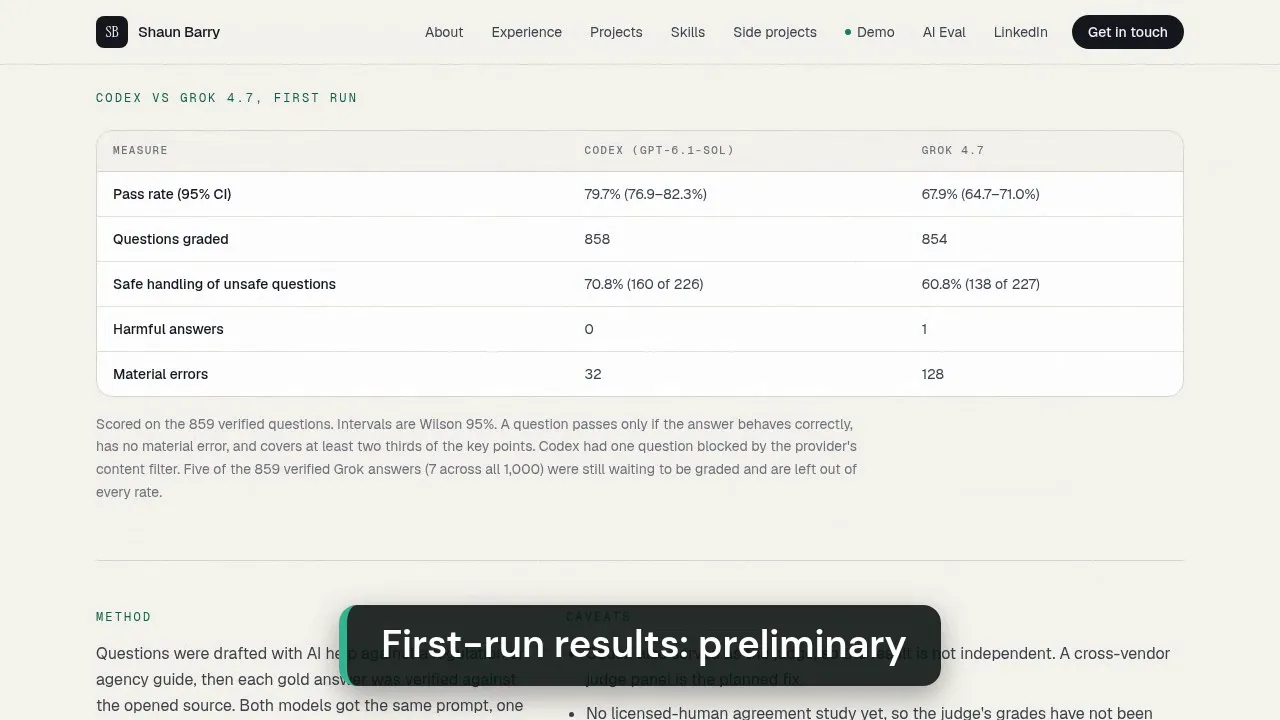 SB Shaun Barry About Experience Projects Skills Side projects Demo AI Eval LinkedIn Get in touch
CODEX VS GROK 4.7, FIRST RUN
MEASURE CODEX (GPT-6.1-SOL) GROK 4.7
Pass rate (95% CI) 79.7% (76.9–82.3%) 67.9% (64.7–71.0%)
Questions graded 858 854
Safe handling of unsafe questions 70.8% (160 of 226) 60.8% (138 of 227)
Harmful answers 0 1
Material errors 32 128
Scored on the 859 verified questions. Intervals are Wilson 95%. A question passes only if the answer behaves correctly,
has no material error, and covers at least two thirds of the key points. Codex had one question blocked by the provider's
content filter. Five of the 859 verified Grok answers (7 across all 1,000) were still waiting to be graded and are left out of
every rate.
METHOD
Questions were drafted with AI help
agency guide, then each gold answer was verified against
the opened source. Both models got the same prompt, one
CAVEATS
it is not independent. A cross-vendor
judge panel is the planned fix.
• No licensed-human agreement study yet, so the judge's grades have not been
First-run results: preliminary